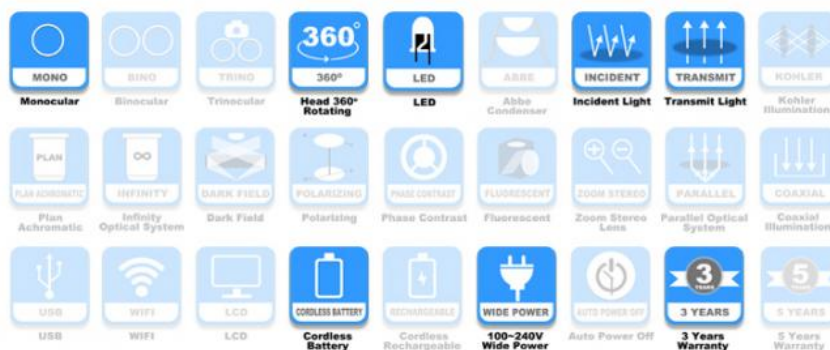 360°
2
MONO BINO TRINO 360° LED ABBE INCIDENT TRANSMIT KOHLER
Monocular Binocular Trinocular Head 360° Rotating LED Abbe Condenser Incident Light Transmit Light Kohler Illumination
PLAN ∞
PLAN ACHROMATIC INFINITY DARK FIELD POLARIZING PHASE CONTRAST FLUORESCENT ZOOM STEREO PARALLEL COAXIAL
Plan Achromatic Infinity Optical System Dark Field Polarizing Phase Contrast Fluorescent Zoom Stereo Lens Parallel Optical System Coaxial Illumination
3 YEARS 5 YEARS
USB WIFI LCD CORDLESS BATTERY RECHARGEABLE WIDE POWER AUTO POWER OFF 3 YEARS 5 YEARS
USB WIFI LCD Cordless Battery Cordless Rechargeable 100~240V Wide Power Auto Power Off 3 Years Warranty 5 Years Warranty